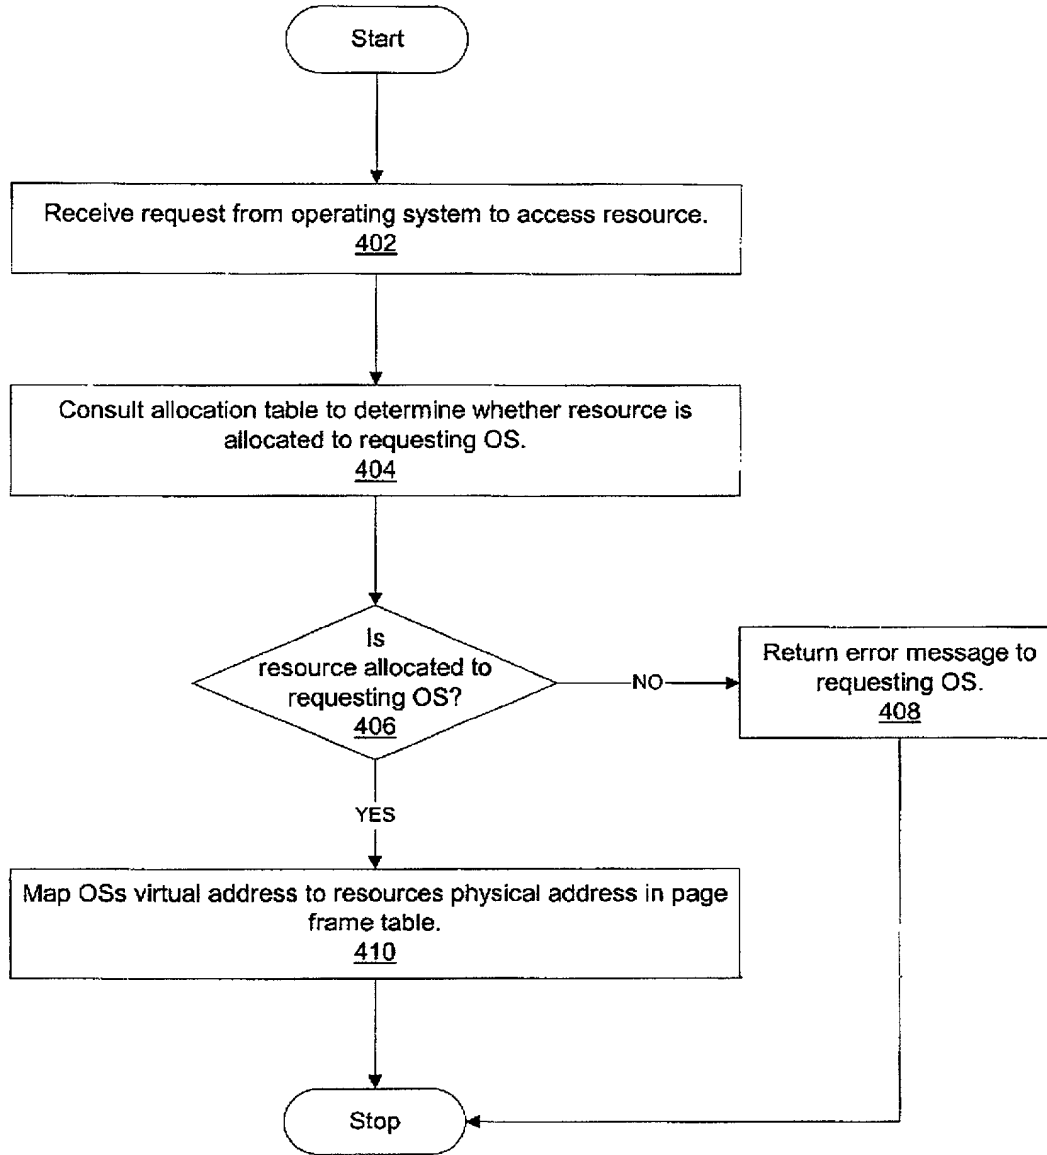 Start
Receive request from operating system to access resource.
402
Consult allocation table to determine whether resource is
allocated to requesting OS.
404
Is
resource allocated to
requesting OS?
406
NO
Return error message to
requesting OS.
408
YES
Map OSs virtual address to resources physical address in page
frame table.
410
Stop